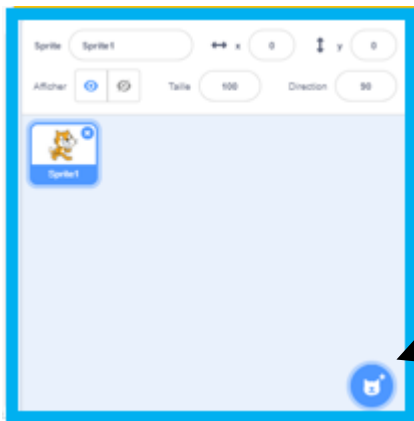 Sprite Sprite1 x 0 y 0
Afficher Taille 100 Direction 90
Sprite1